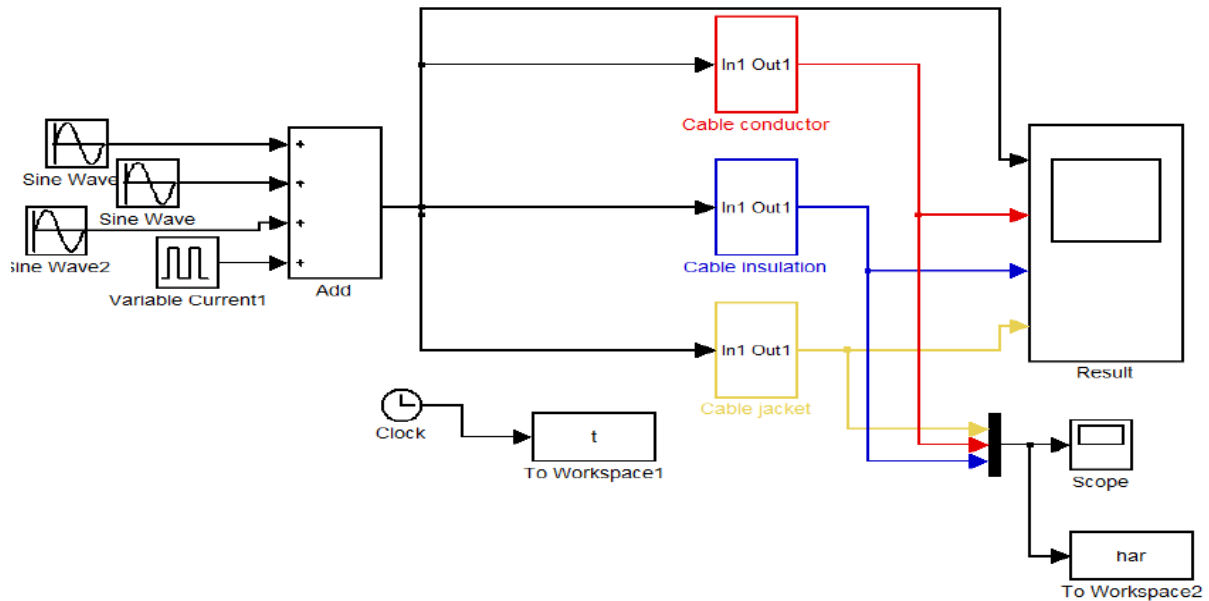 In1 Out1
Cable conductor
Sine Wave
Sine Wave
Sine Wave2
Variable Current1
+
+
+
+
Add
In1 Out1
Cable insulation
In1 Out1
Cable jacket
Result
Clock
t
To Workspace1
Scope
har
To Workspace2